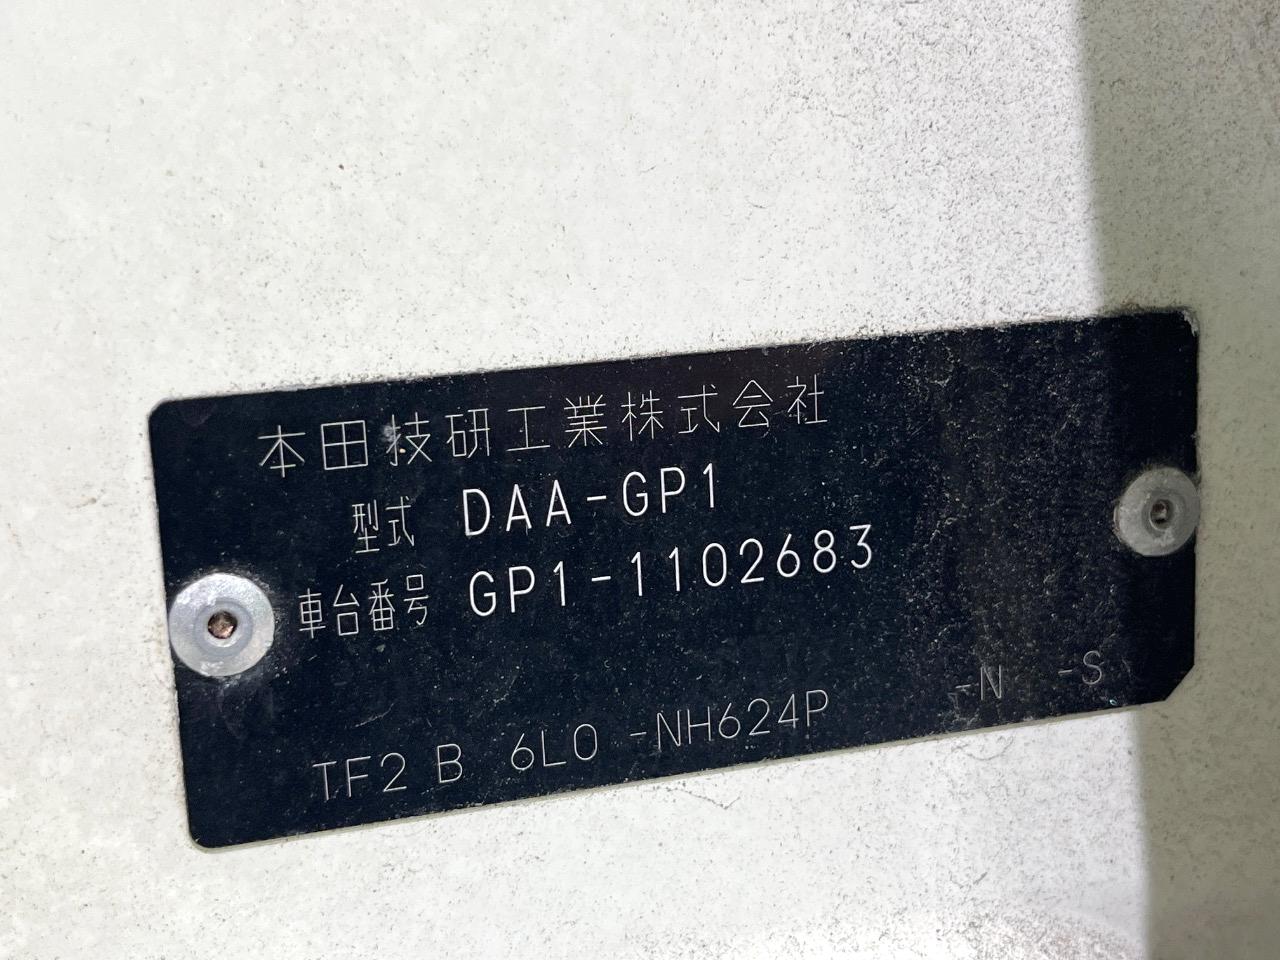 本田技研工業株式会社
型式 DAA-GP1
車台番号 GP1-1102683
TF2 B 6L0 -NH624P -N -S